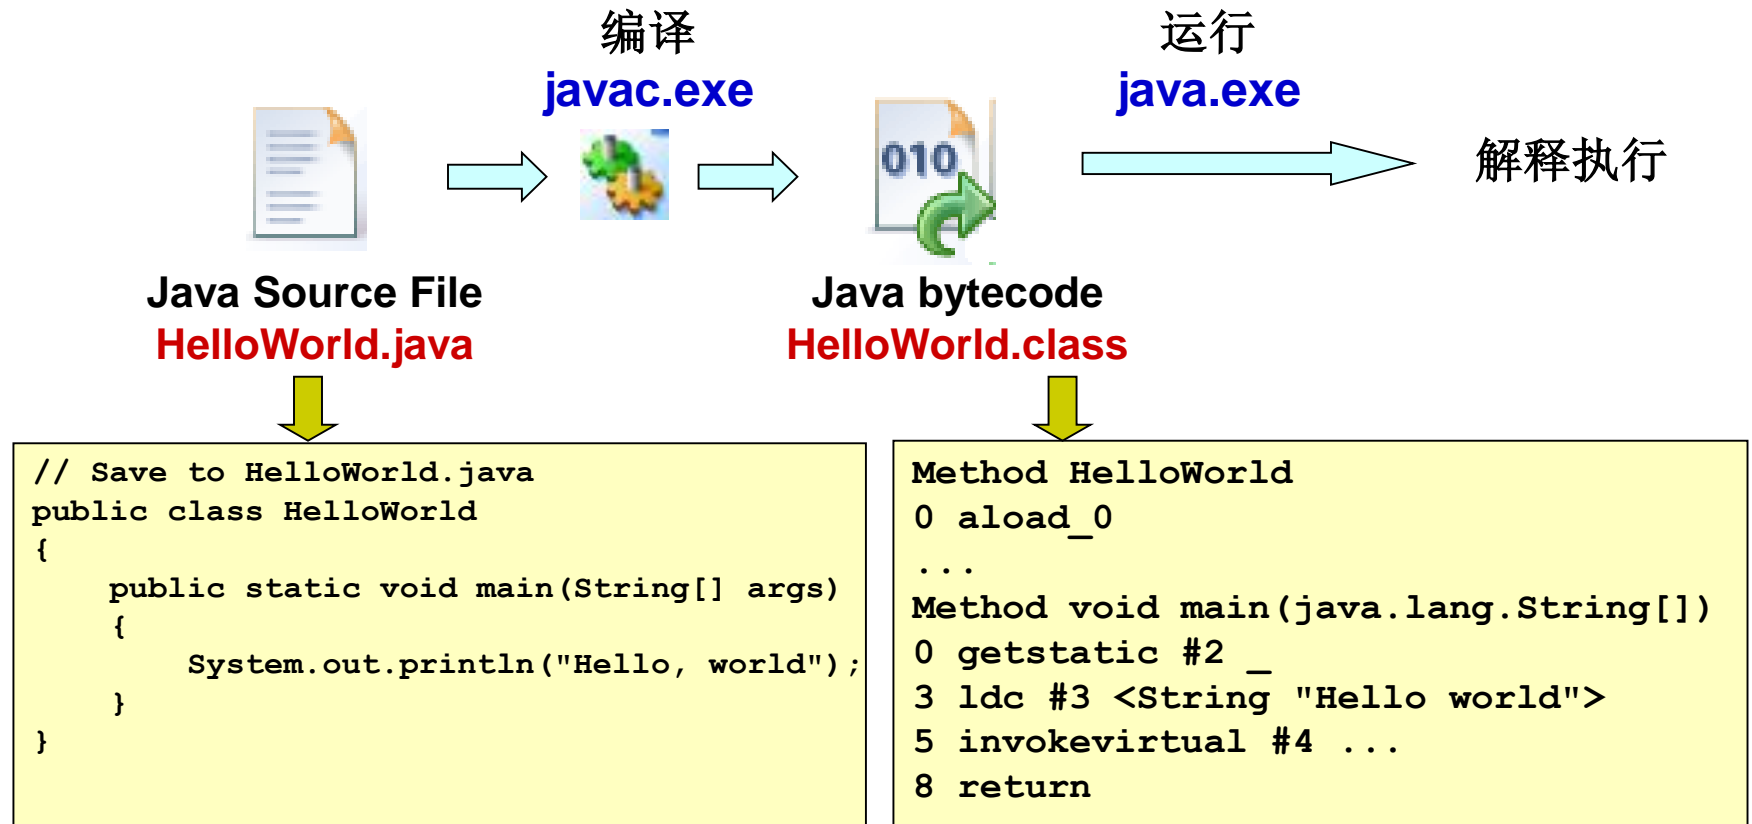 编译
javac.exe
运行
java.exe
010
解释执行
Java Source File
HelloWorld.java
Java bytecode
HelloWorld.class
// Save to HelloWorld.java
public class HelloWorld
{
    public static void main(String[] args)
    {
        System.out.println("Hello, world");
    }
}
Method HelloWorld
0 aload_0
...
Method void main(java.lang.String[])
0 getstatic #2 _
3 ldc #3 <String "Hello world">
5 invokevirtual #4 ...
8 return